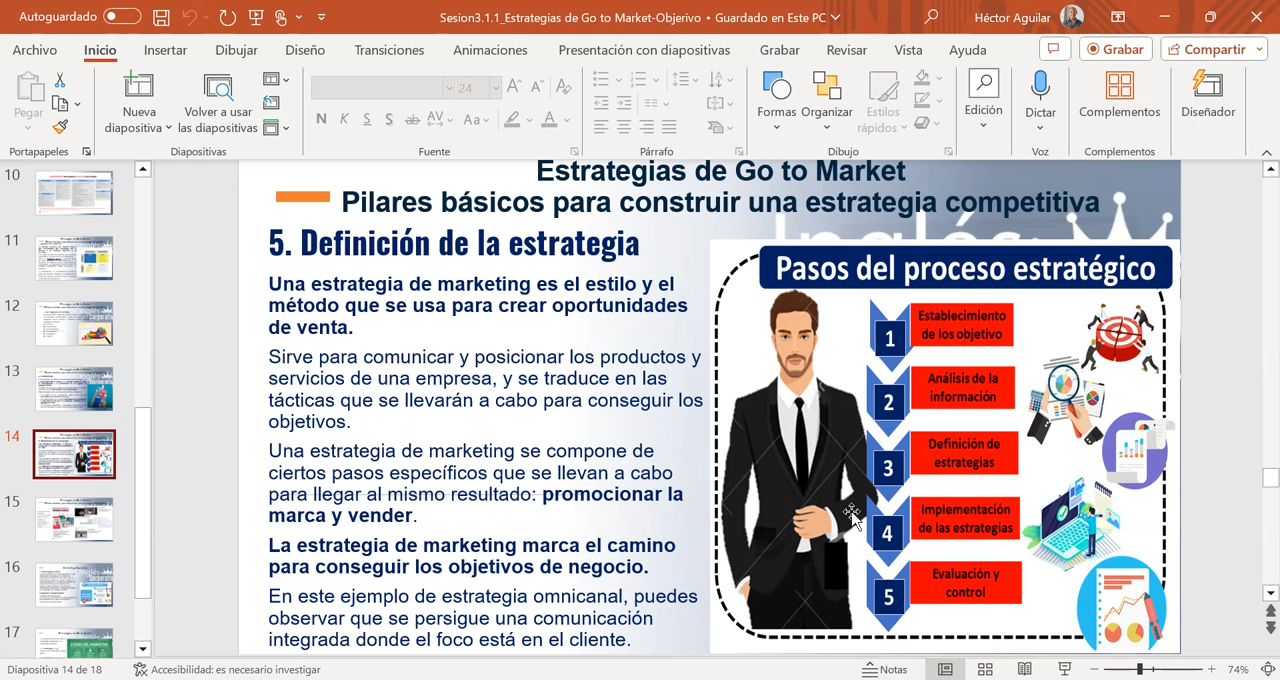 Autoguardado
Sesion3.1.1_Estrategias de Go to Market-Objerivo • Guardado en Este PC
Héctor Aguilar
Archivo Inicio Insertar Dibujar Diseño Transiciones Animaciones Presentación con diapositivas Grabar Revisar Vista Ayuda
Grabar
Compartir
Pegar
Nueva diapositiva
Volver a usar las diapositivas
24
N K S S ab AV Aa A
Formas
Organizar
Estilos rápidos
Edición
Dictar
Complementos
Diseñador
Portapapeles Diapositivas Fuente Párrafo Dibujo Voz Complementos
10
11
12
13
14
15
16
17
Estrategias de Go to Market
Pilares básicos para construir una estrategia competitiva
Inglés
5. Definición de la estrategia
Una estrategia de marketing es el estilo y el
método que se usa para crear oportunidades
de venta.
Sirve para comunicar y posicionar los productos y
servicios de una empresa, y se traduce en las
tácticas que se llevarán a cabo para conseguir los
objetivos.
Una estrategia de marketing se compone de
ciertos pasos específicos que se llevan a cabo
para llegar al mismo resultado: promocionar la
marca y vender.
La estrategia de marketing marca el camino
para conseguir los objetivos de negocio.
En este ejemplo de estrategia omnicanal, puedes
observar que se persigue una comunicación
integrada donde el foco está en el cliente.
Pasos del proceso estratégico
1
Establecimiento
de los objetivo
2
Análisis de la
información
3
Definición de
estrategias
4
Implementación
de las estrategias
5
Evaluación y
control
Diapositiva 14 de 18
Accesibilidad: es necesario investigar
Notas
74%